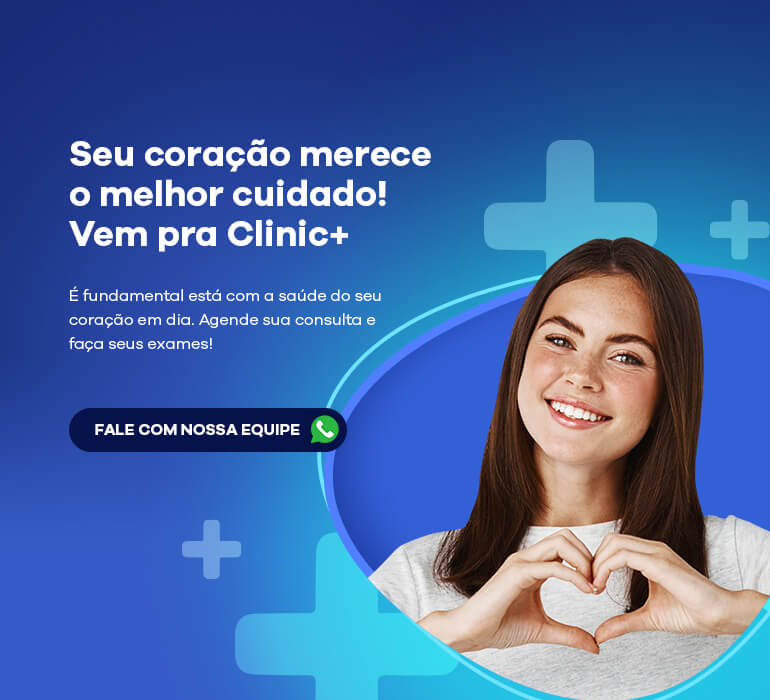 Seu coração merece
o melhor cuidado!
Vem pra Clinic+
É fundamental está com a saúde do seu
coração em dia. Agende sua consulta e
faça seus exames!
FALE COM NOSSA EQUIPE